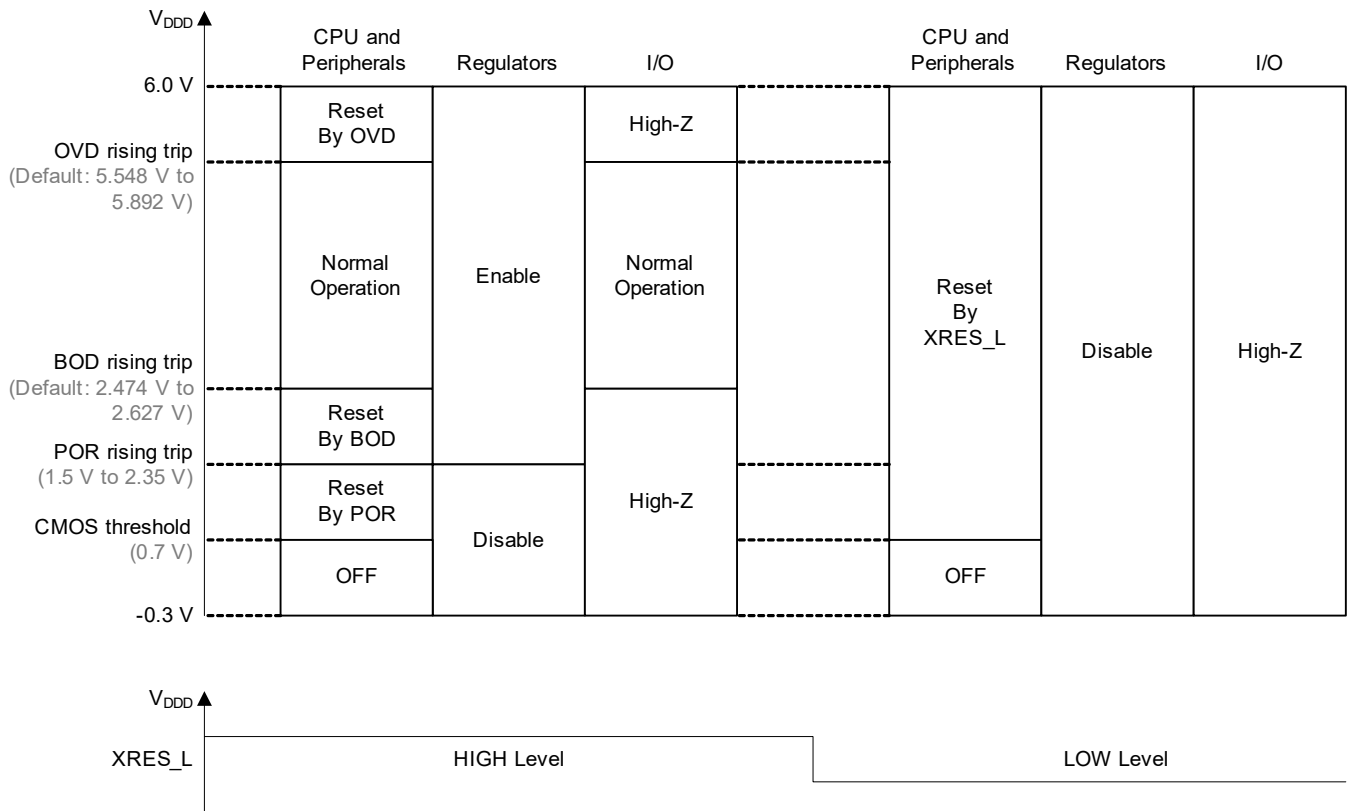 V_DDD
CPU and
Peripherals
Regulators
I/O
CPU and
Peripherals
Regulators
I/O
6.0 V
Reset
By OVD
High-Z
OVD rising trip
(Default: 5.548 V to
5.892 V)
Normal
Operation
Enable
Normal
Operation
Reset
By
XRES_L
Disable
High-Z
BOD rising trip
(Default: 2.474 V to
2.627 V)
Reset
By BOD
POR rising trip
(1.5 V to 2.35 V)
Reset
By POR
High-Z
CMOS threshold
(0.7 V)
Disable
OFF
OFF
-0.3 V
V_DDD
XRES_L
HIGH Level
LOW Level